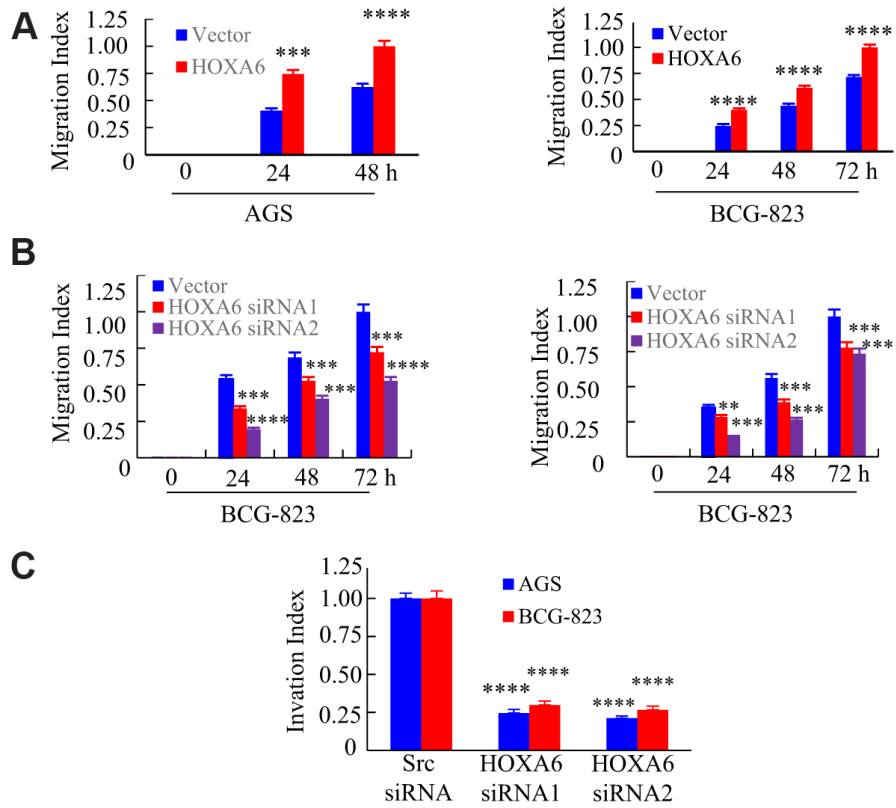 A
Migration Index
1.25
1.00
0.75
0.50
0.25
0
Vector
HOXA6
***
****
0 24 48 h
AGS
Migration Index
1.25
1.00
0.75
0.50
0.25
0
Vector
HOXA6
****
****
****
0 24 48 72 h
BCG-823
B
Migration Index
1.25
1.00
0.75
0.50
0.25
0
Vector
HOXA6 siRNA1
HOXA6 siRNA2
***
****
***
***
***
****
0 24 48 72 h
BCG-823
Migration Index
1.25
1.00
0.75
0.50
0.25
0
Vector
HOXA6 siRNA1
HOXA6 siRNA2
**
***
***
***
***
***
0 24 48 72 h
BCG-823
C
Invation Index
1.25
1.00
0.75
0.50
0.25
0
AGS
BCG-823
****
****
****
****
Src HOXA6 HOXA6
siRNA siRNA1 siRNA2